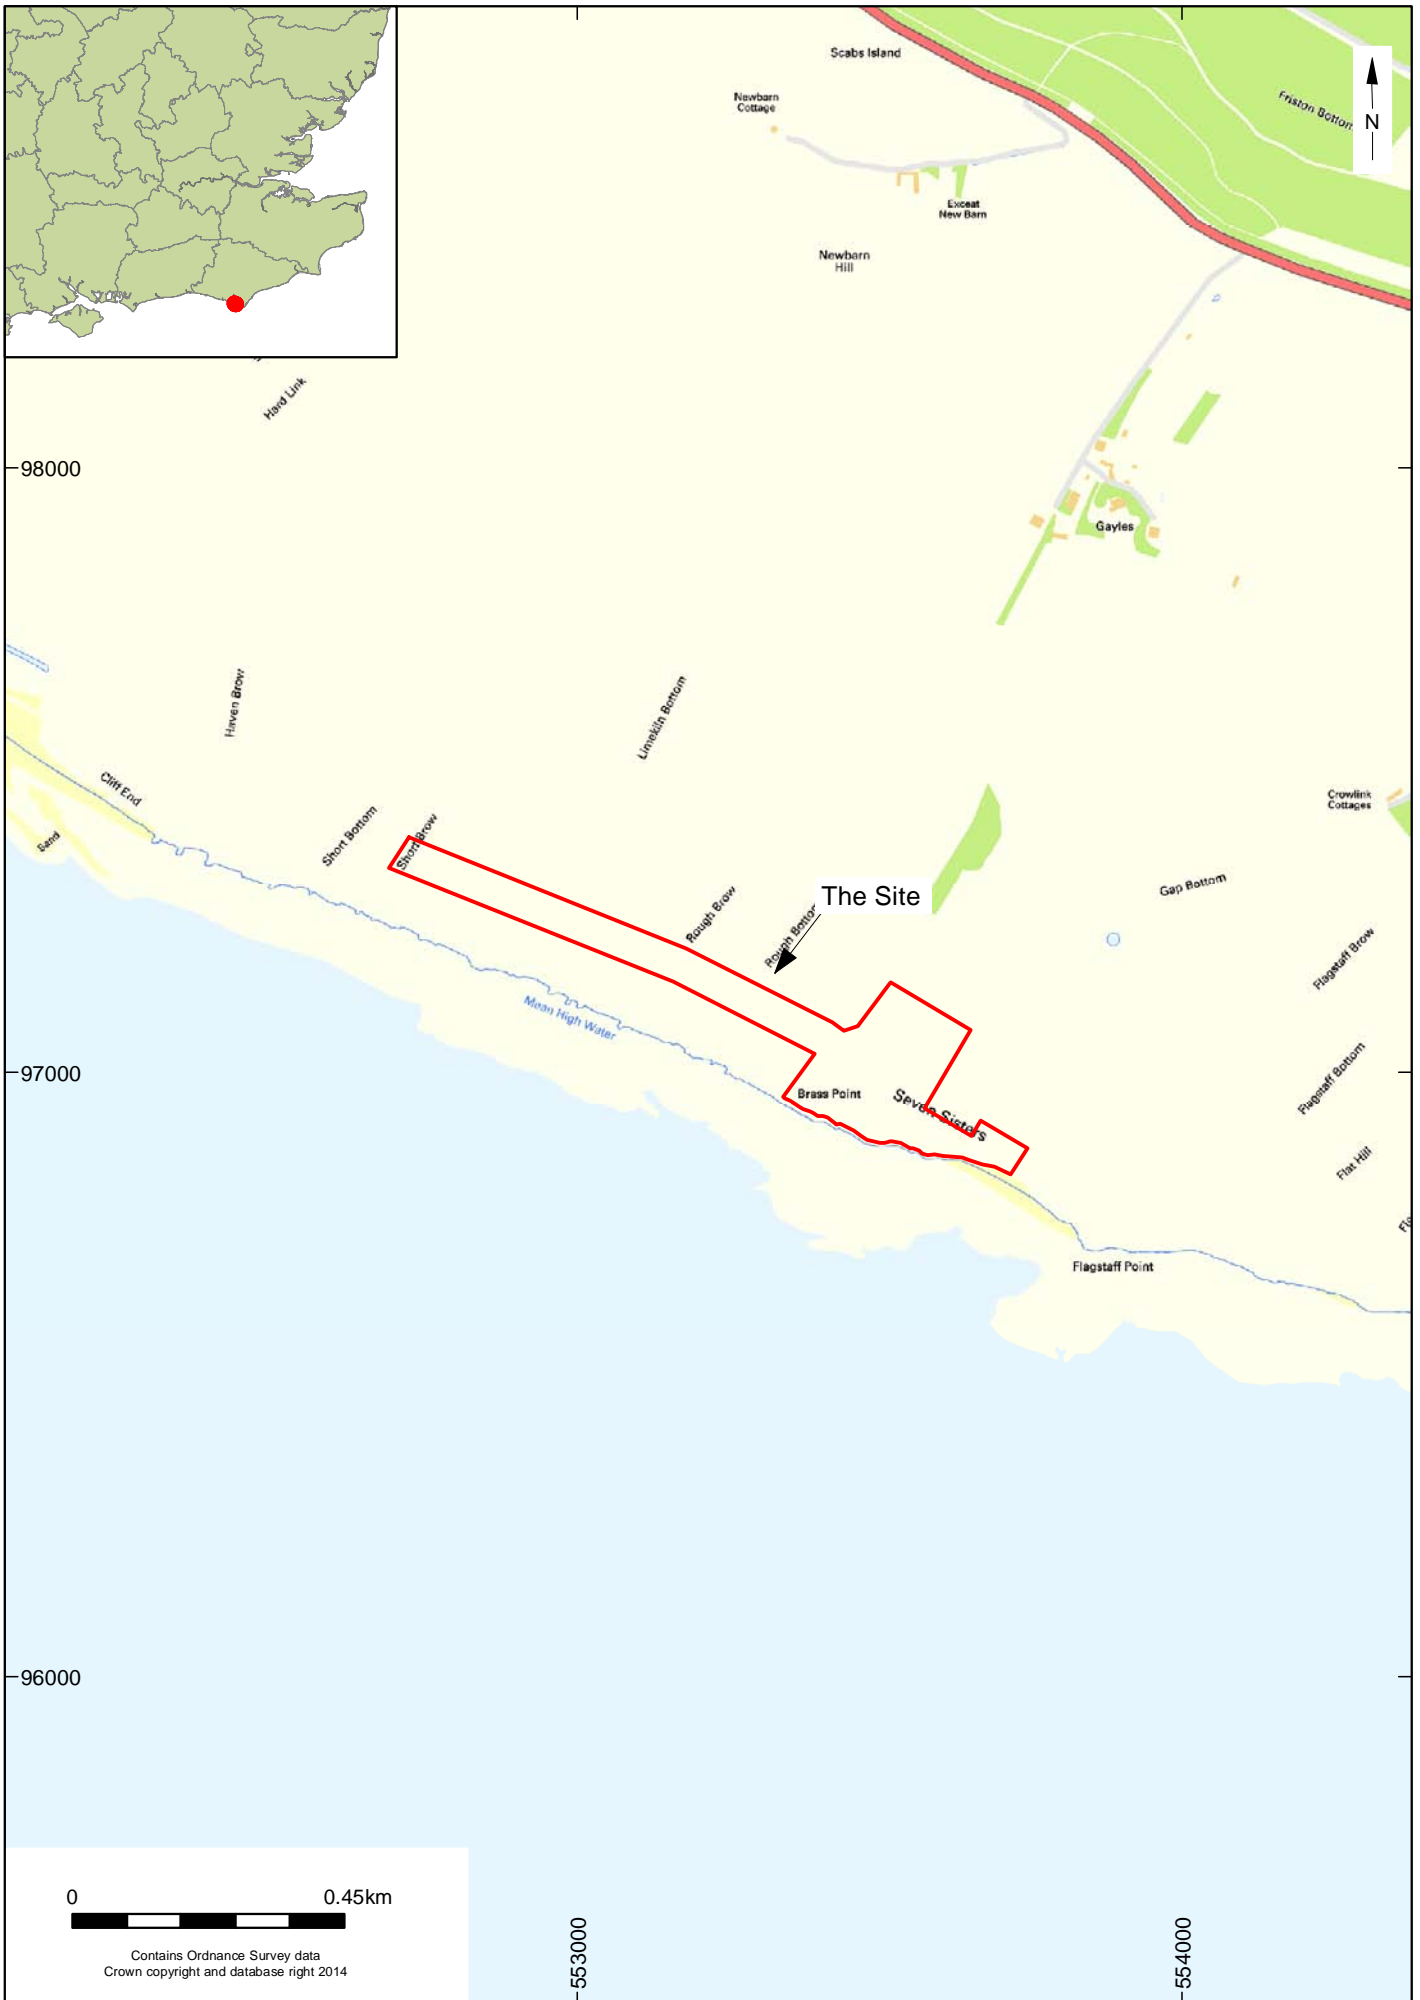 Scabs Island
Newbarn
Cottage
Friston Bottom
N
Exceat
New Barn
Newbarn
Hill
Hard Link
98000
Gayles
Haven Brow
Limekiln Bottom
Cliff End
Crowlink
Cottages
Short Bottom
Short Brow
Sand
Gap Bottom
The Site
Rough Brow
Rough Bottom
Flagstaff Brow
Mean High Water
97000
Brass Point
Seven Sisters
Flagstaff Bottom
Flat Hill
Flagstaff Point
96000
0 0.45km
Contains Ordnance Survey data
Crown copyright and database right 2014
553000
554000